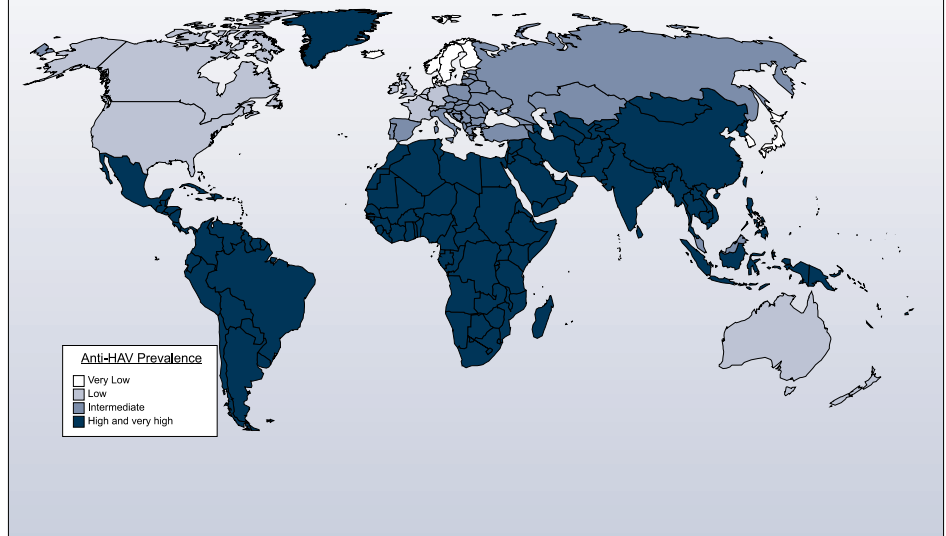 Anti-HAV Prevalence
Very Low
Low
Intermediate
High and very high